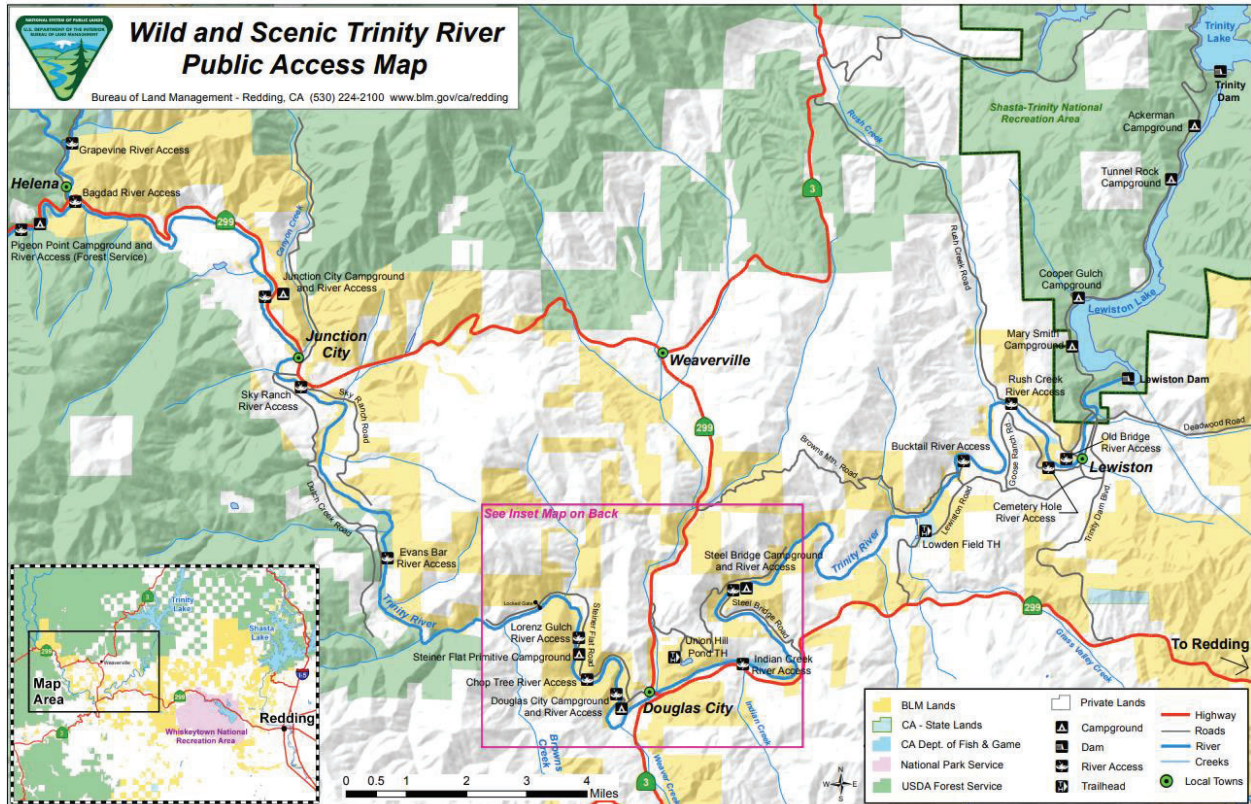 NATIONAL SYSTEM OF PUBLIC LANDS
U.S. DEPARTMENT OF THE INTERIOR
BUREAU OF LAND MANAGEMENT
Wild and Scenic Trinity River
Public Access Map
Bureau of Land Management - Redding, CA (530) 224-2100 www.blm.gov/ca/redding
Trinity
Lake
Trinity
Dam
Shasta-Trinity National
Recreation Area
Ackerman
Campground
Tunnel Rock
Campground
Rush Creek
Grapevine River Access
Helena
Bagdad River Access
3
299
Pigeon Point Campground and
River Access (Forest Service)
Canyon Creek
Rush Creek Road
Junction City Campground
and River Access
Cooper Gulch
Campground
Lewiston Lake
Junction
City
Weaverville
Mary Smith
Campground
Lewiston Dam
Rush Creek
River Access
Sky Ranch
River Access
Sky Ranch Road
299
Deadwood Road
Goose Ranch Rd
Old Bridge
River Access
Bucktail River Access
Lewiston
Browns Mtn. Road
Cemetery Hole
River Access
Trinity Dam Blvd.
Dutch Creek Road
Lewiston Road
Lowden Field TH
See Inset Map on Back
Evans Bar
River Access
Trinity River
Steel Bridge Campground
and River Access
Trinity River
Steel Bridge Road
Locked Gate
Steiner Flat Road
Lorenz Gulch
River Access
Steiner Flat Primitive Campground
Chop Tree River Access
Union Hill
Pond TH
Indian Creek
River Access
Douglas City Campground
and River Access
Douglas City
Browns Creek
Weaver Creek
Indian Creek
3
299
Grass Valley Creek
To Redding
3
Trinity
Lake
Shasta
Lake
299
Weaverville
Map
Area
299
I-5
Redding
3
Whiskeytown National
Recreation Area
0 0.5 1 2 3 4
Miles
N
W E
S
BLM Lands
CA - State Lands
CA Dept. of Fish & Game
National Park Service
USDA Forest Service
Private Lands
Campground
Dam
River Access
Trailhead
Highway
Roads
River
Creeks
Local Towns